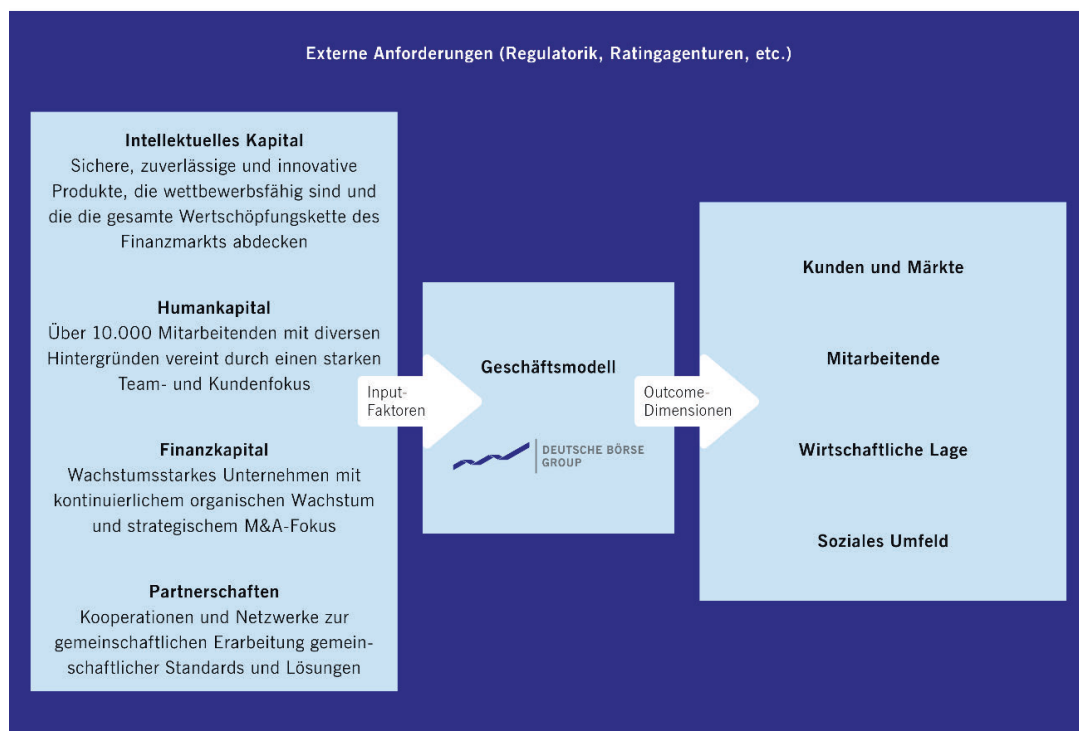 Externe Anforderungen (Regulatorik, Ratingagenturen, etc.)
Intellektuelles Kapital
Sichere, zuverlässige und innovative
Produkte, die wettbewerbsfähig sind und
die die gesamte Wertschöpfungskette des
Finanzmarkts abdecken
Humankapital
Über 10.000 Mitarbeitenden mit diversen
Hintergründen vereint durch einen starken
Team- und Kundenfokus
Finanzkapital
Wachstumsstarkes Unternehmen mit
kontinuierlichem organischen Wachstum
und strategischem M&A-Fokus
Partnerschaften
Kooperationen und Netzwerke zur
gemeinschaftlichen Erarbeitung gemein-
schaftlicher Standards und Lösungen
Input-
Faktoren
Geschäftsmodell
DEUTSCHE BÖRSE
GROUP
Outcome-
Dimensionen
Kunden und Märkte
Mitarbeitende
Wirtschaftliche Lage
Soziales Umfeld